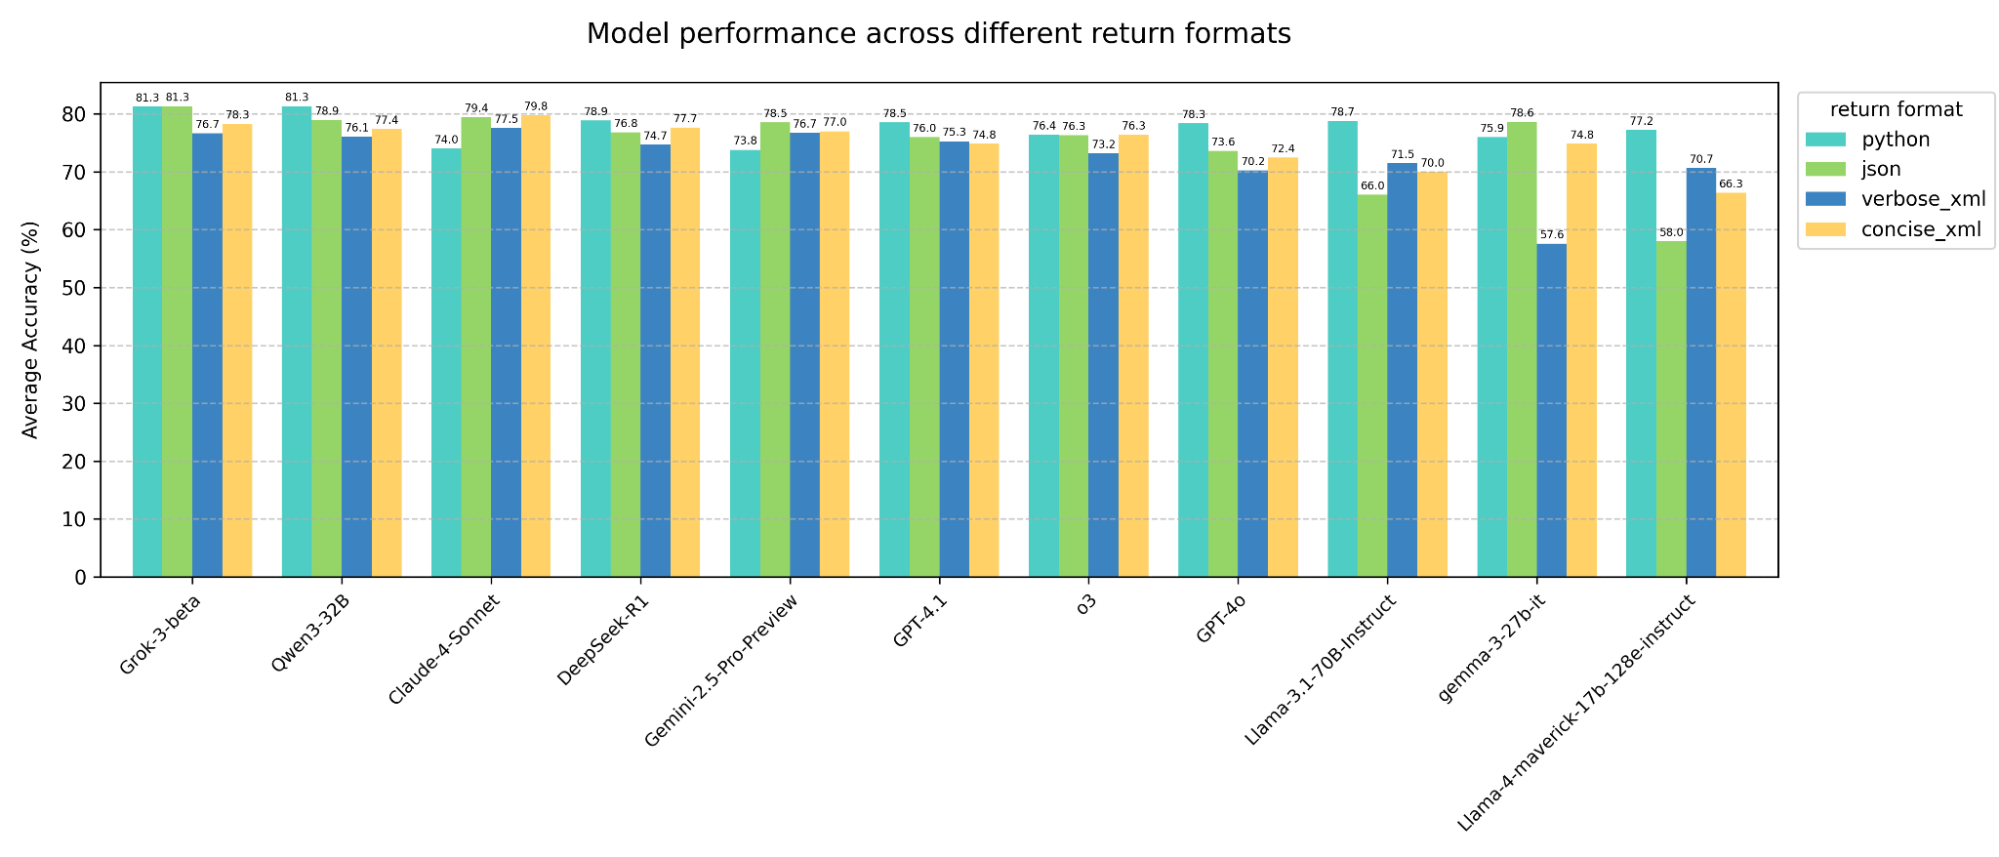 Model performance across different return formats
Average Accuracy (%)
80
70
60
50
40
30
20
10
0
81.3 81.3 76.7 78.3
81.3 78.9 76.1 77.4
74.0 79.4 77.5 79.8
78.9 76.8 74.7 77.7
73.8 78.5 76.7 77.0
78.5 76.0 75.3 74.8
76.4 76.3 73.2 76.3
78.3 73.6 70.2 72.4
78.7 66.0 71.5 70.0
75.9 78.6 57.6 74.8
77.2 58.0 70.7 66.3
Grok-3-beta
Qwen3-32B
Claude-4-Sonnet
DeepSeek-R1
Gemini-2.5-Pro-Preview
GPT-4.1
o3
GPT-4o
Llama-3.1-70B-Instruct
gemma-3-27b-it
Llama-4-maverick-17b-128e-instruct
return format
python
json
verbose_xml
concise_xml